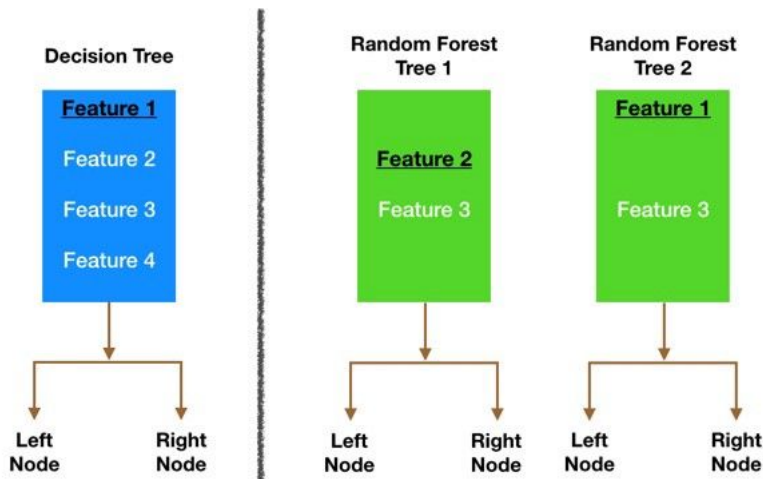 Decision Tree
Feature 1
Feature 2
Feature 3
Feature 4
Left
Node
Right
Node
Random Forest
Tree 1
Feature 2
Feature 3
Left
Node
Right
Node
Random Forest
Tree 2
Feature 1
Feature 3
Left
Node
Right
Node